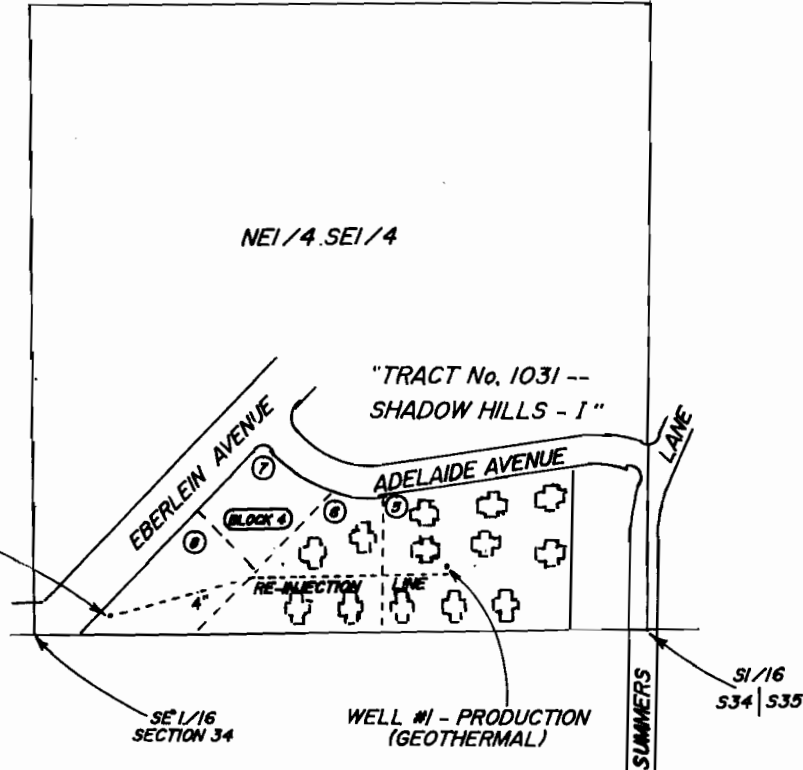 NE1/4 SE1/4
"TRACT No. 1031 --
SHADOW HILLS - I"
EBERLEIN AVENUE
ADELAIDE AVENUE
LANE
7
BLOCK 4
6
5
8
4"
RE-INJECTION LINE
SE 1/16
SECTION 34
WELL #1 - PRODUCTION
(GEOTHERMAL)
SUMMERS
S1/16
S34 | S35